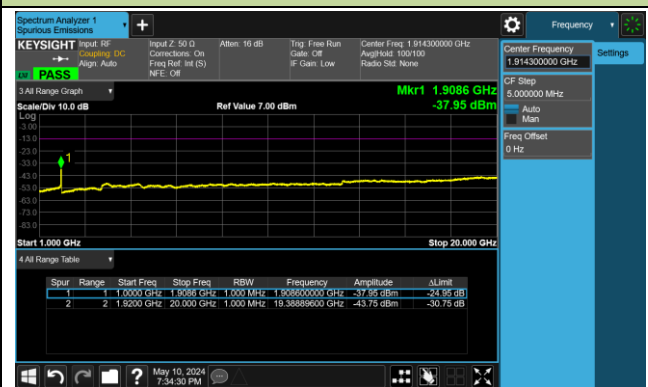 Spectrum Analyzer 1
Spurious Emissions
Frequency
KEYSIGHT
Input: RF
Coupling: DC
Align: Auto
Input Z: 50 Ω
Corrections: On
Freq Ref: Int (S)
NFE: Off
Atten: 16 dB
Trig: Free Run
Gate: Off
IF Gain: Low
Center Freq: 1.914300000 GHz
Avg|Hold: 100/100
Radio Std: None
PASS
Center Frequency
1.914300000 GHz
Settings
CF Step
5.000000 MHz
Auto
Man
Freq Offset
0 Hz
3 All Range Graph
Mkr1 1.9086 GHz
Scale/Div 10.0 dB
Ref Value 7.00 dBm
-37.95 dBm
Log
-3.00
-13.0
-23.0
-33.0
-43.0
-53.0
-63.0
-73.0
-83.0
1
Start 1.000 GHz
Stop 20.000 GHz
4 All Range Table
Spur Range Start Freq Stop Freq RBW Frequency Amplitude ΔLimit
1 1 1.0000 GHz 1.9086 GHz 1.000 MHz 1.908600000 GHz -37.95 dBm -24.95 dB
2 2 1.9200 GHz 20.000 GHz 1.000 MHz 19.38889600 GHz -43.75 dBm -30.75 dB
May 10, 2024
7:34:30 PM